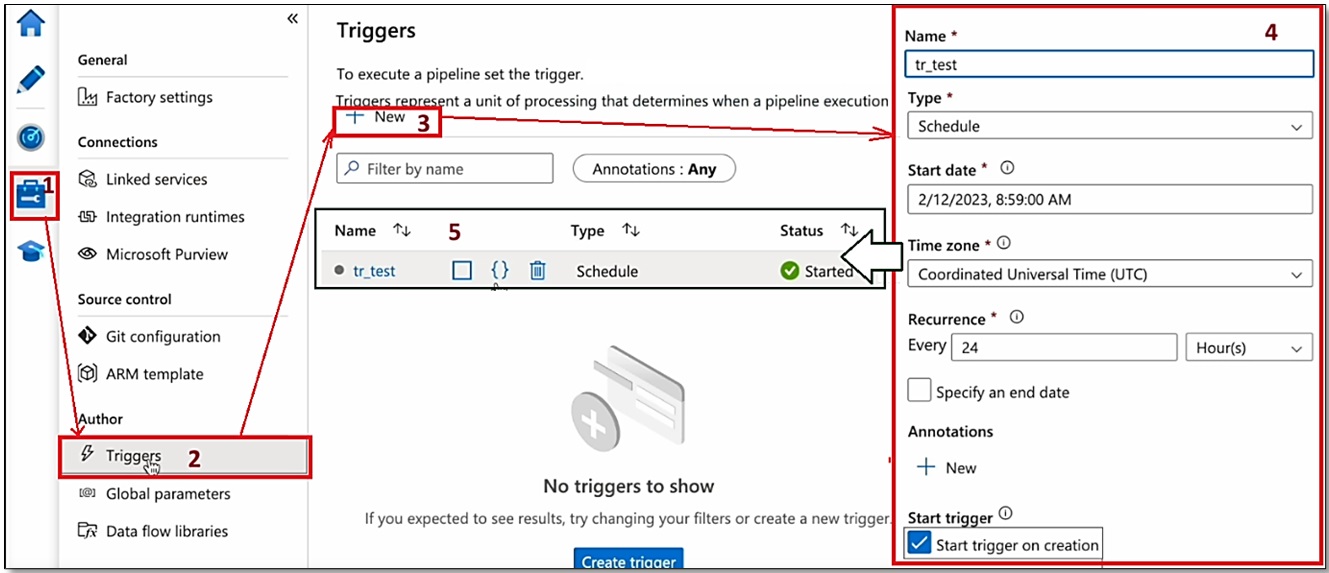 General
Factory settings
Connections
Linked services
Integration runtimes
Microsoft Purview
Source control
Git configuration
ARM template
Author
Triggers
Global parameters
Data flow libraries
1
2
Triggers
To execute a pipeline set the trigger.
Triggers represent a unit of processing that determines when a pipeline execution
New 3
Filter by name
Annotations : Any
Name 5 Type Status
tr_test {} Schedule Started
No triggers to show
If you expected to see results, try changing your filters or create a new trigger.
Create trigger
4
Name *
tr_test
Type *
Schedule
Start date *
2/12/2023, 8:59:00 AM
Time zone *
Coordinated Universal Time (UTC)
Recurrence *
Every 24 Hour(s)
Specify an end date
Annotations
New
Start trigger
Start trigger on creation